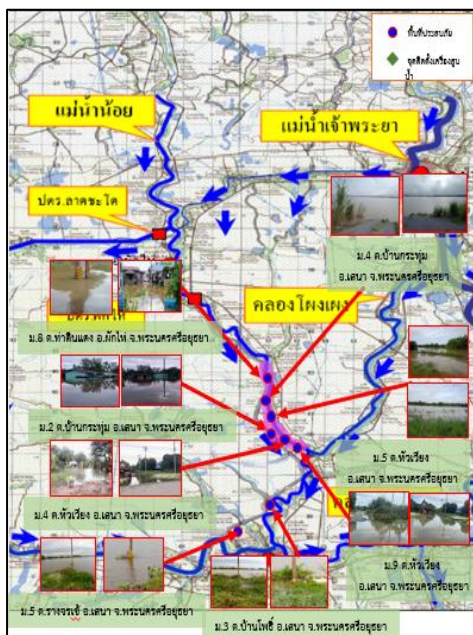 พื้นที่ประสบภัย
จุดติดตั้งเครื่องสูบ
น้ำ
แม่น้ำน้อย
แม่น้ำเจ้าพระยา
ปตร.ลาดชะโด
ม.4 ต.บ้านกระทุ่ม
อ.เสนา จ.พระนครศรีอยุธยา
คลองโผงเผง
ม.8 ต.ท่าดินแดง อ.ผักไห่ จ.พระนครศรีอยุธยา
ม.2 ต.บ้านกระทุ่ม อ.เสนา จ.พระนครศรีอยุธยา
ม.5 ต.หัวเวียง
อ.เสนา จ.พระนครศรีอยุธยา
ม.4 ต.หัวเวียง อ.เสนา จ.พระนครศรีอยุธยา
ม.9 ต.หัวเวียง
อ.เสนา จ.พระนครศรีอยุธยา
ม.5 ต.รางจรเข้ อ.เสนา จ.พระนครศรีอยุธยา
ม.3 ต.บ้านโพธิ์ อ.เสนา จ.พระนครศรีอยุธยา